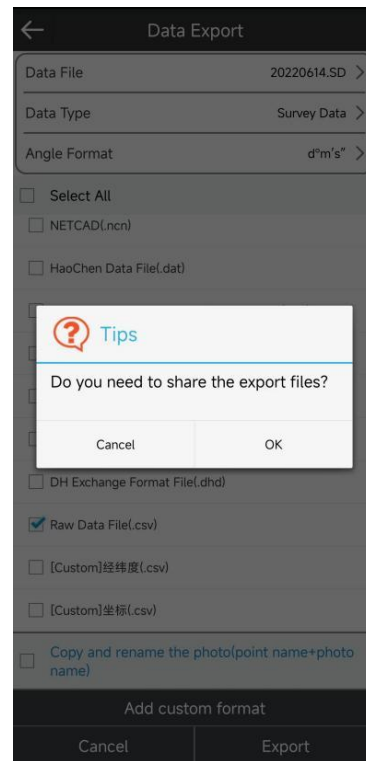 Data Export
Data File 20220614.SD
Data Type Survey Data
Angle Format d°m′s″
Select All
NETCAD(.ncn)
HaoChen Data File(.dat)
Tips
Do you need to share the export files?
Cancel OK
DH Exchange Format File(.dhd)
Raw Data File(.csv)
[Custom]经纬度(.csv)
[Custom]坐标(.csv)
Copy and rename the photo(point name+photo
name)
Add custom format
Cancel Export